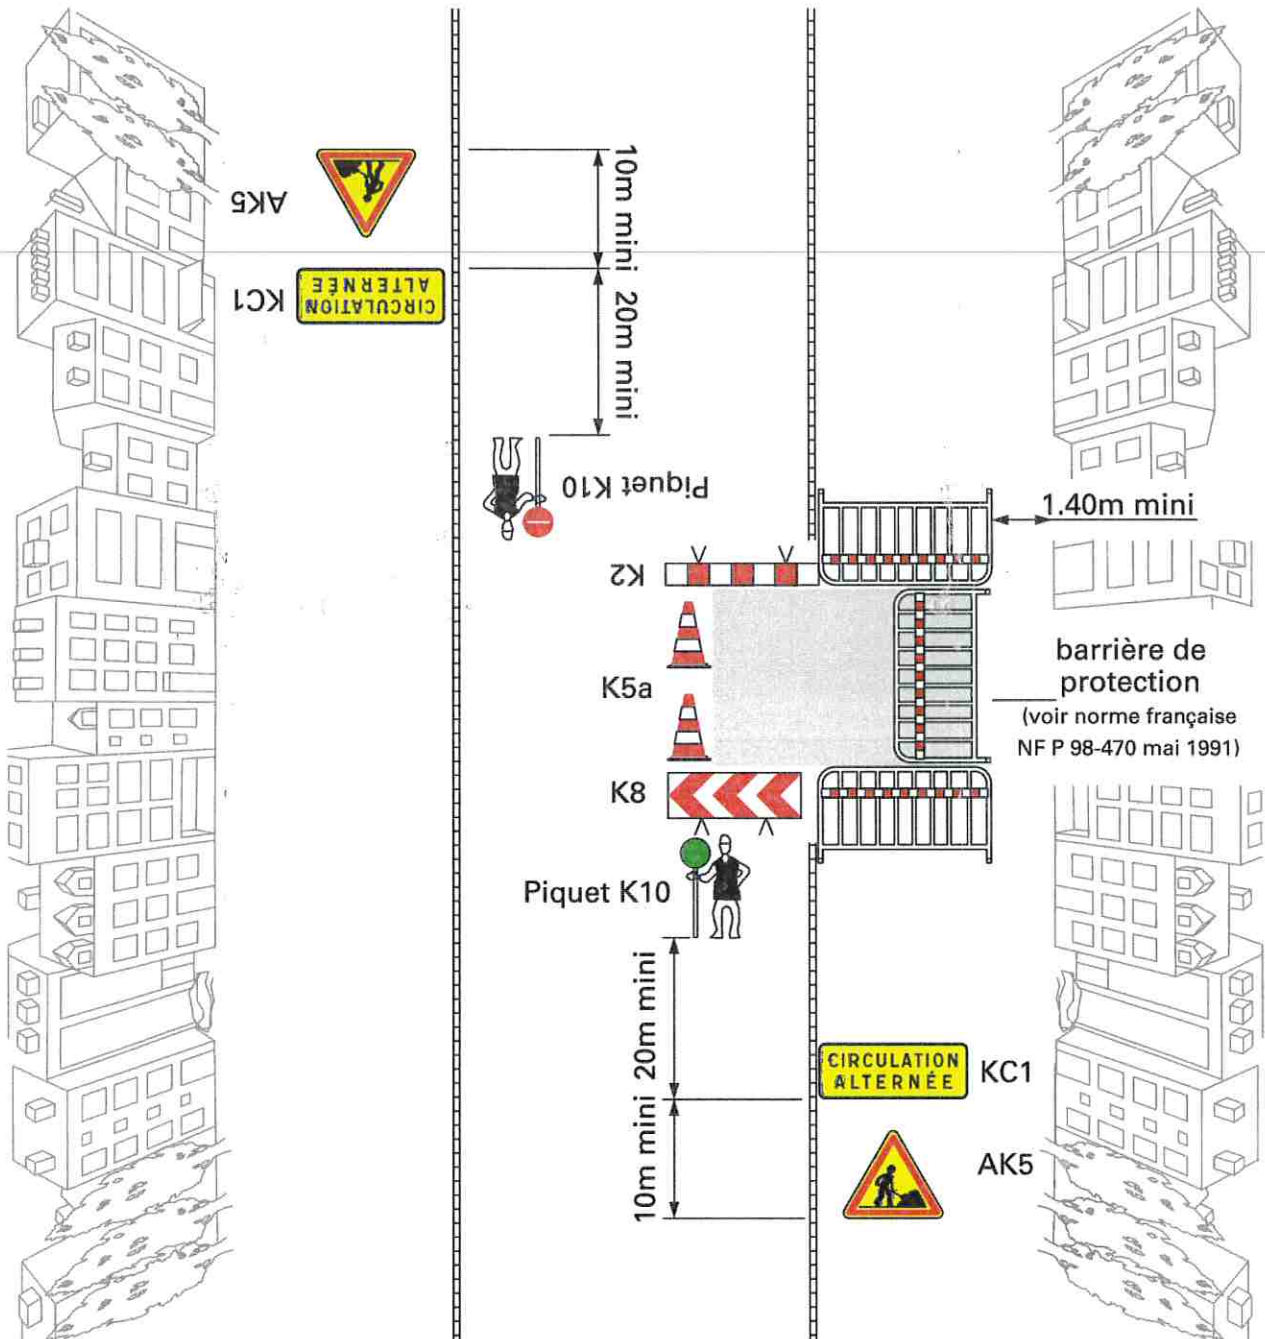 10m mini
AK5
CIRCULATION
ALTERNÉE
KC1
20m mini
Piquet K10
1.40m mini
K2
K5a
barrière de
protection
(voir norme française
NF P 98-470 mai 1991)
K8
Piquet K10
20m mini
CIRCULATION
ALTERNÉE
KC1
10m mini
AK5